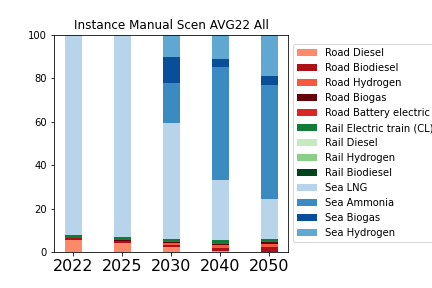 Instance Manual Scen AVG22 All
100
80
60
40
20
0
2022 2025 2030 2040 2050
Road Diesel
Road Biodiesel
Road Hydrogen
Road Biogas
Road Battery electric
Rail Electric train (CL)
Rail Diesel
Rail Hydrogen
Rail Biodiesel
Sea LNG
Sea Ammonia
Sea Biogas
Sea Hydrogen